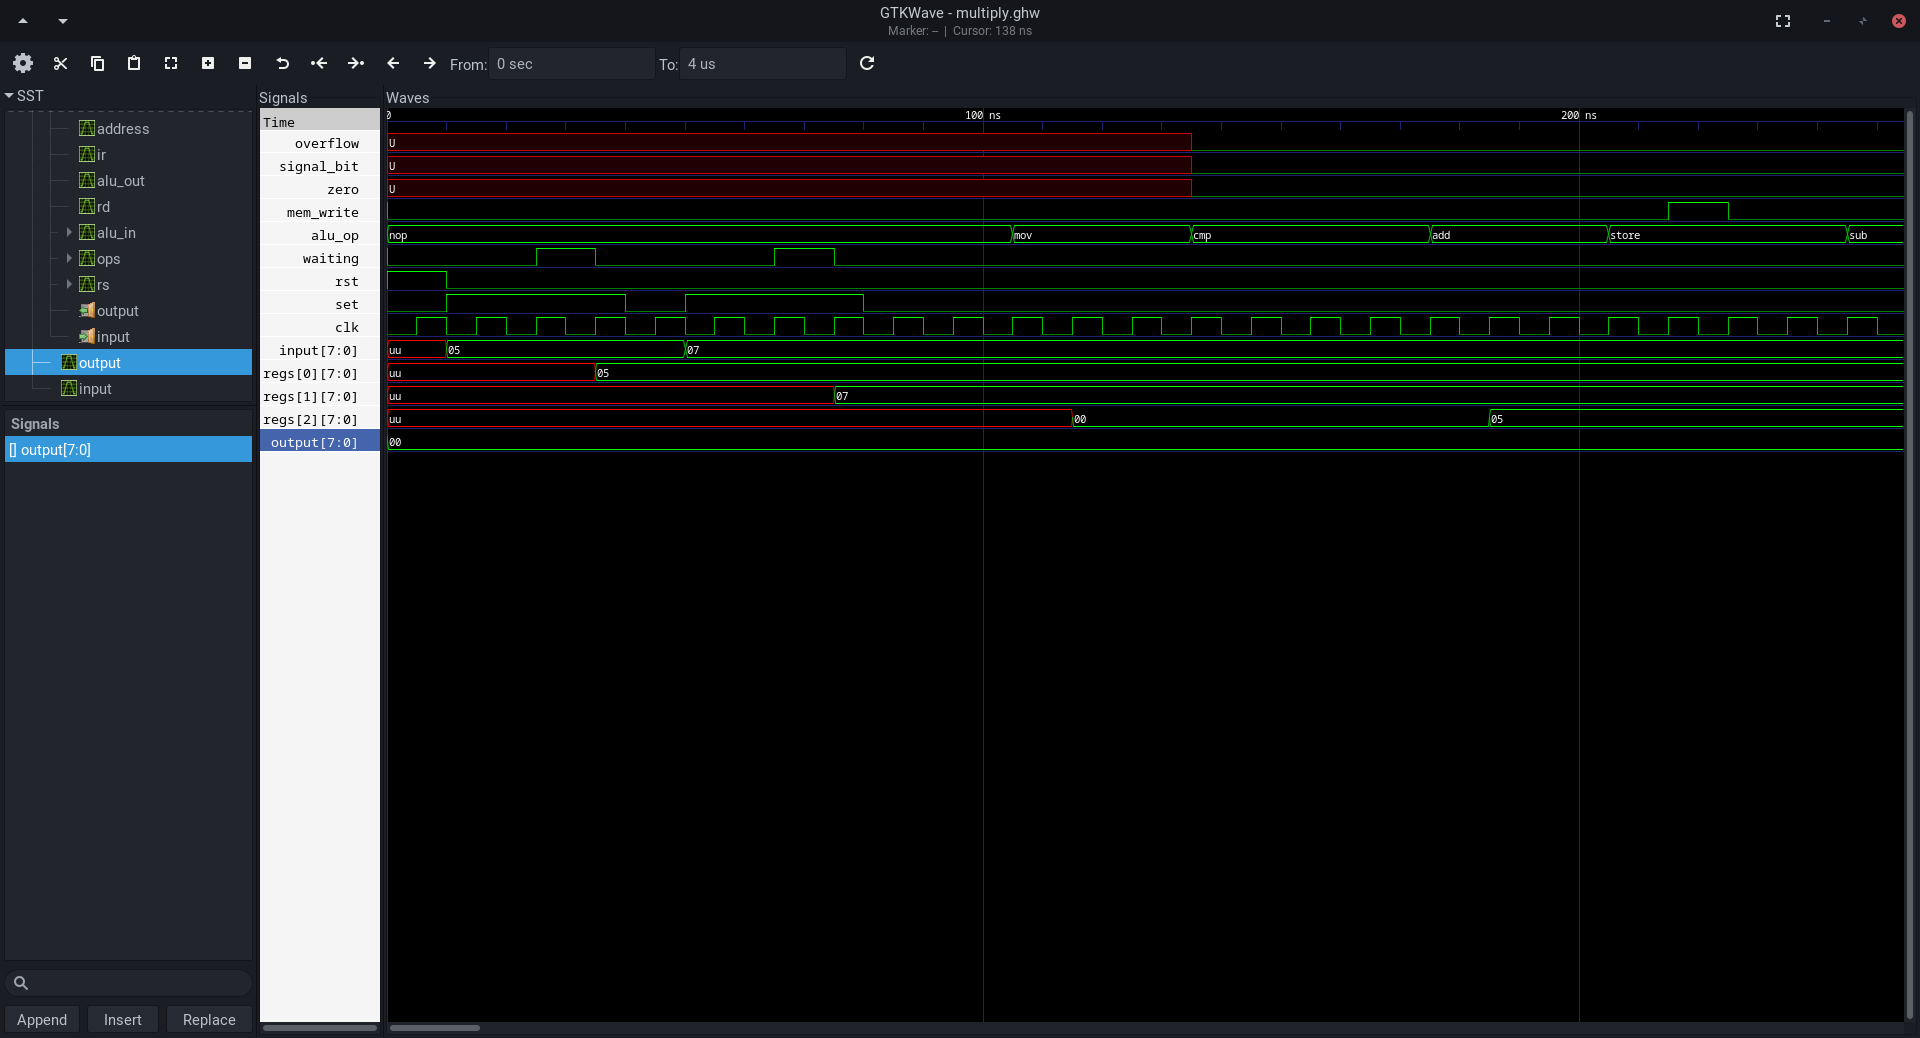 GTKWave - multiply.ghw
Marker: -- | Cursor: 138 ns
From: 0 sec To: 4 us
SST
address
ir
alu_out
rd
alu_in
ops
rs
output
input
output
input
Signals
[] output[7:0]
Append Insert Replace
Signals
Time
overflow
signal_bit
zero
mem_write
alu_op
waiting
rst
set
clk
input[7:0]
regs[0][7:0]
regs[1][7:0]
regs[2][7:0]
output[7:0]
Waves
0 100 ns 200 ns
U
U
U
nop mov cmp add store sub
uu 05 07
uu 05
uu 07
uu 00 05
00